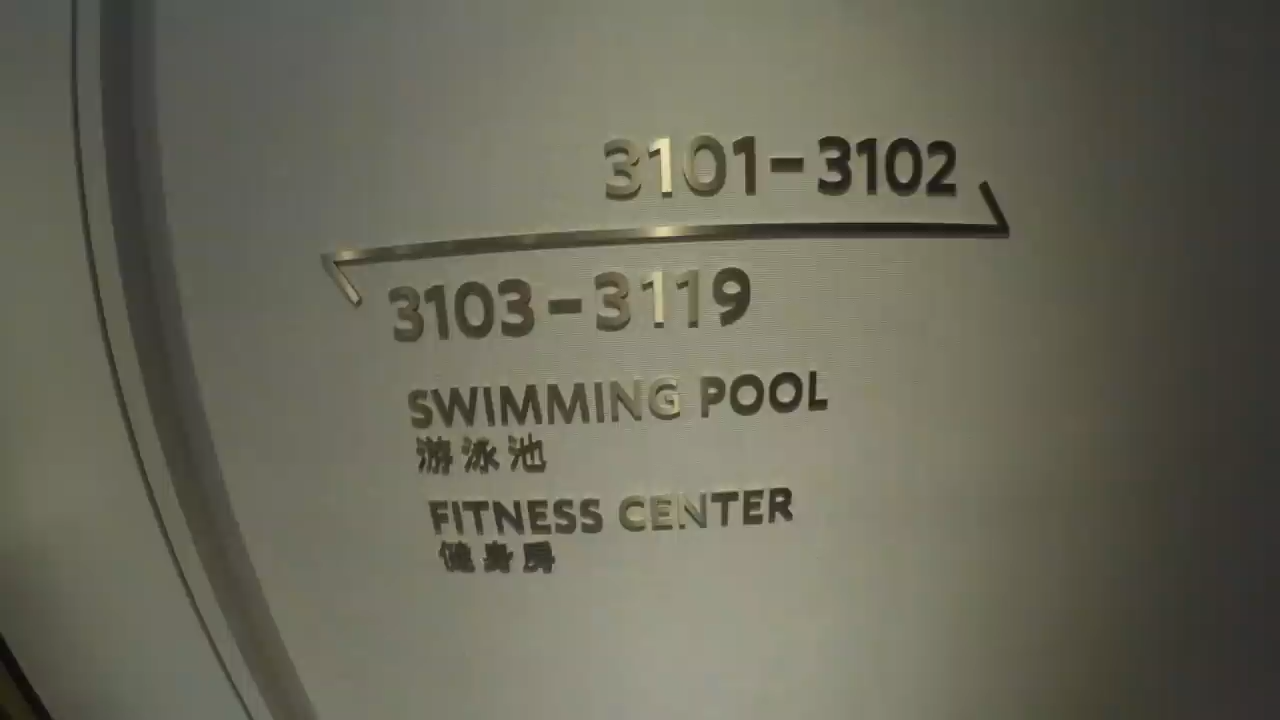 3101-3102
3103-3119
SWIMMING POOL
游泳池
FITNESS CENTER
健身房